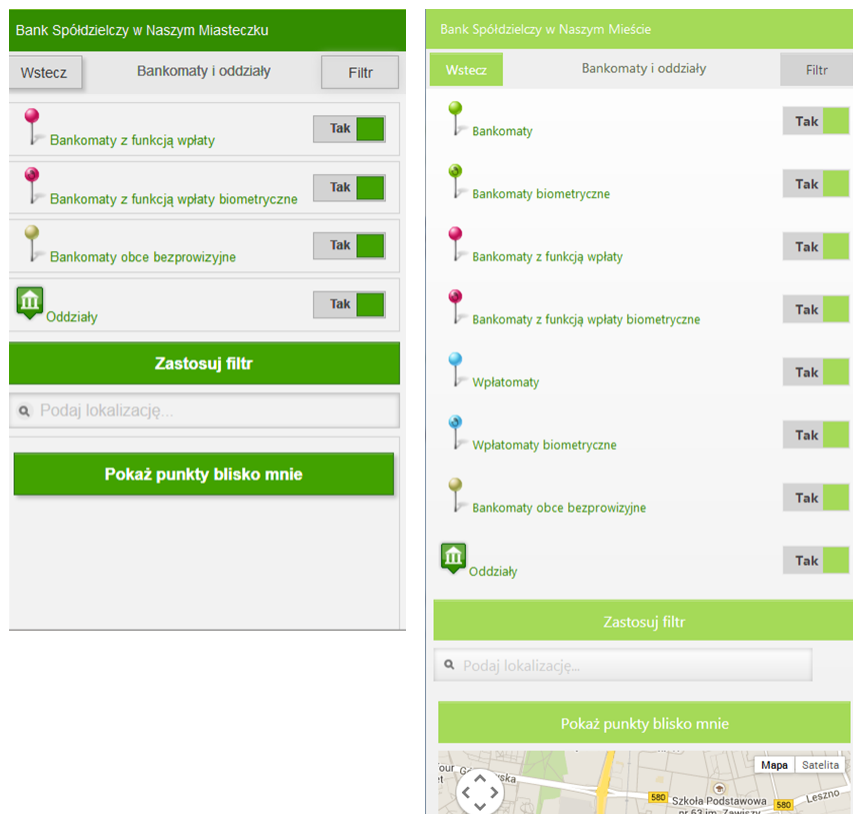 Bank Spółdzielczy w Naszym Miasteczku
Wstecz
Bankomaty i oddziały
Filtr
Bankomaty z funkcją wpłaty
Tak
Bankomaty z funkcją wpłaty biometryczne
Tak
Bankomaty obce bezprowizyjne
Tak
Oddziały
Tak
Zastosuj filtr
Podaj lokalizację...
Pokaż punkty blisko mnie
Bank Spółdzielczy w Naszym Mieście
Wstecz
Bankomaty i oddziały
Filtr
Bankomaty
Tak
Bankomaty biometryczne
Tak
Bankomaty z funkcją wpłaty
Tak
Bankomaty z funkcją wpłaty biometryczne
Tak
Wpłatomaty
Tak
Wpłatomaty biometryczne
Tak
Bankomaty obce bezprowizyjne
Tak
Oddziały
Tak
Zastosuj filtr
Podaj lokalizację...
Pokaż punkty blisko mnie
Mapa
Satelita
580
Szkoła Podstawowa
nr 63 im. Zawiszy
580
Leszno